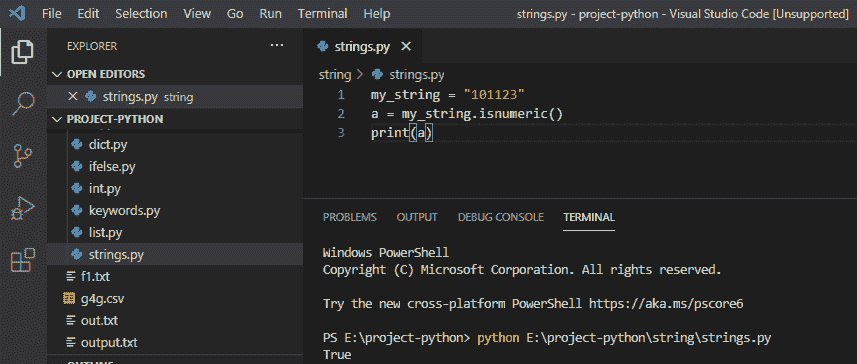 File Edit Selection View Go Run Terminal Help strings.py - project-python - Visual Studio Code [Unsupported]
EXPLORER
OPEN EDITORS
strings.py string
PROJECT-PYTHON
dict.py
ifelse.py
int.py
keywords.py
list.py
strings.py
f1.txt
g4g.csv
out.txt
output.txt
strings.py
string > strings.py
1 my_string = "101123"
2 a = my_string.isnumeric()
3 print(a)
PROBLEMS OUTPUT DEBUG CONSOLE TERMINAL
Windows PowerShell
Copyright (C) Microsoft Corporation. All rights reserved.
Try the new cross-platform PowerShell https://aka.ms/pscore6
PS E:\project-python> python E:\project-python\string\strings.py
True